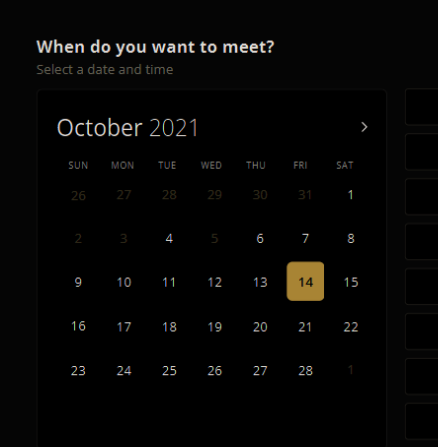 When do you want to meet?
Select a date and time
October 2021
SUN MON TUE WED THU FRI SAT
26 27 28 29 30 31 1
2 3 4 5 6 7 8
9 10 11 12 13 14 15
16 17 18 19 20 21 22
23 24 25 26 27 28 1